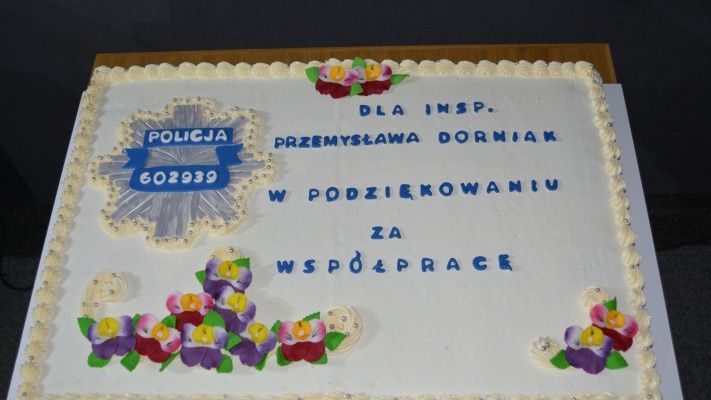 POLICJA
602939
DLA INSP.
PRZEMYSŁAWA DORNIAK
W PODZIĘKOWANIU
ZA
WSPÓŁPRACĘ